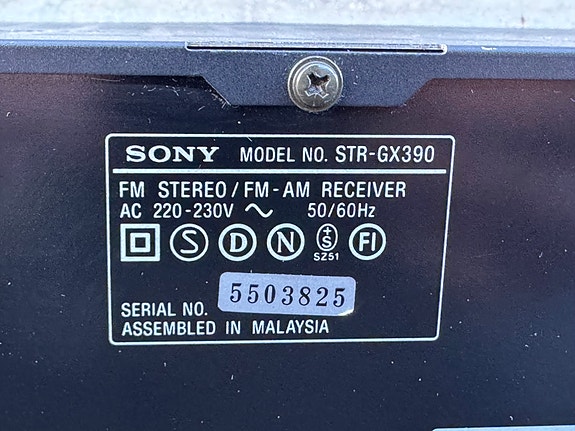 SONY MODEL NO. STR-GX390
FM STEREO / FM-AM RECEIVER
AC 220-230V ~ 50/60Hz
S D N +S FI
SZ51
5503825
SERIAL NO.
ASSEMBLED IN MALAYSIA